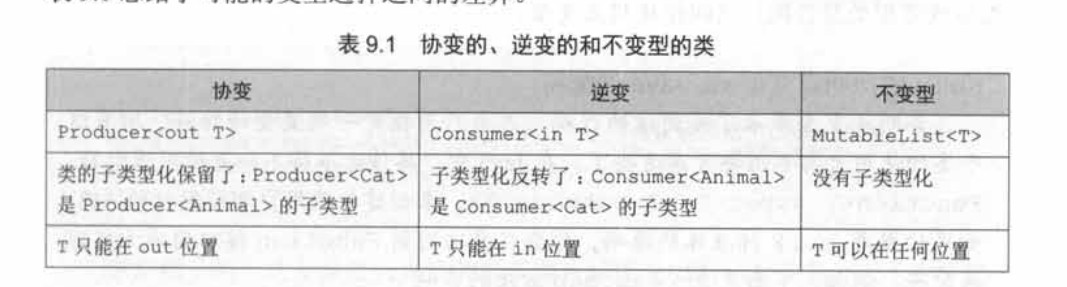 表 9.1 协变的、逆变的和不变型的类
协变 逆变 不变型
Producer<out T> Consumer<in T> MutableList<T>
类的子类型化保留了：Producer<Cat> 子类型化反转了：Consumer<Animal> 没有子类型化
是 Producer<Animal> 的子类型 是 Consumer<Cat> 的子类型
T 只能在 out 位置 T 只能在 in 位置 T 可以在任何位置